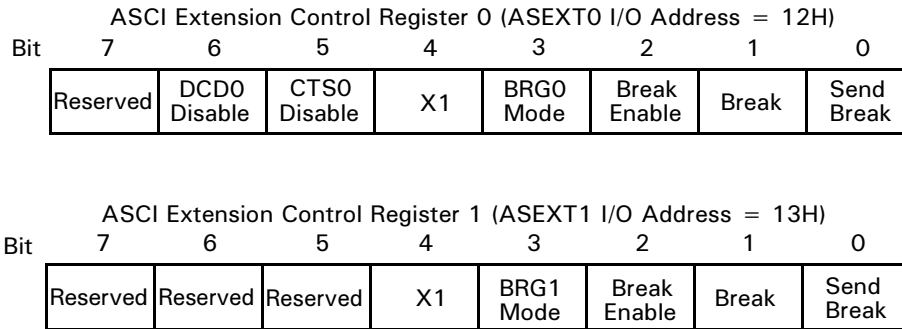 ASCI Extension Control Register 0 (ASEXT0 I/O Address = 12H)
Bit 7 6 5 4 3 2 1 0
Reserved DCD0 Disable CTS0 Disable X1 BRG0 Mode Break Enable Break Send Break
ASCI Extension Control Register 1 (ASEXT1 I/O Address = 13H)
Bit 7 6 5 4 3 2 1 0
Reserved Reserved Reserved X1 BRG1 Mode Break Enable Break Send Break